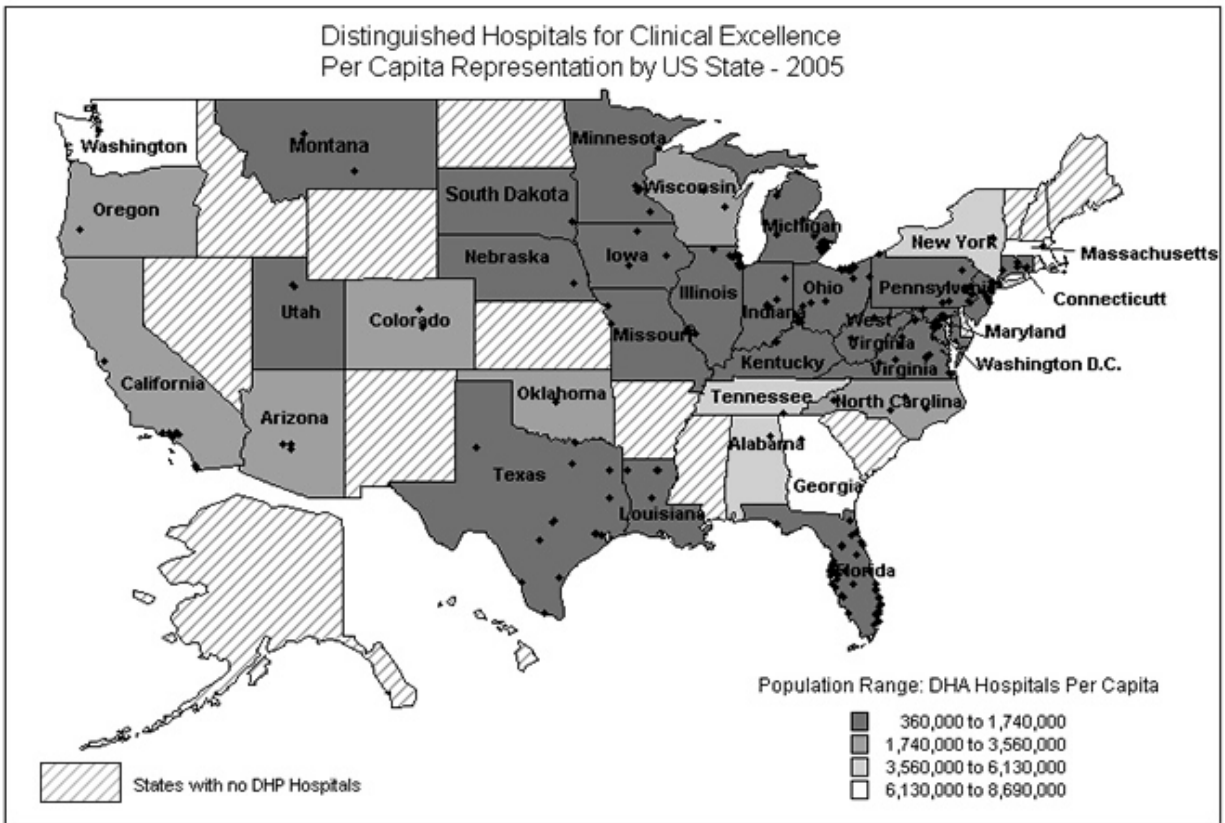 Distinguished Hospitals for Clinical Excellence
Per Capita Representation by US State - 2005
Washington
Montana
Minnesota
Oregon
South Dakota
Wisconsin
Michigan
New York
Massachusetts
Nebraska
Iowa
Connecticutt
Utah
Colorado
Illinois
Indiana
Ohio
Pennsylvania
Maryland
Missouri
West
Virginia
Washington D.C.
Kentucky
Virginia
California
Arizona
Oklahoma
Tennessee
North Carolina
Texas
Alabama
Georgia
Louisiana
Florida
Population Range: DHA Hospitals Per Capita
360,000 to 1,740,000
1,740,000 to 3,560,000
3,560,000 to 6,130,000
6,130,000 to 8,690,000
States with no DHP Hospitals